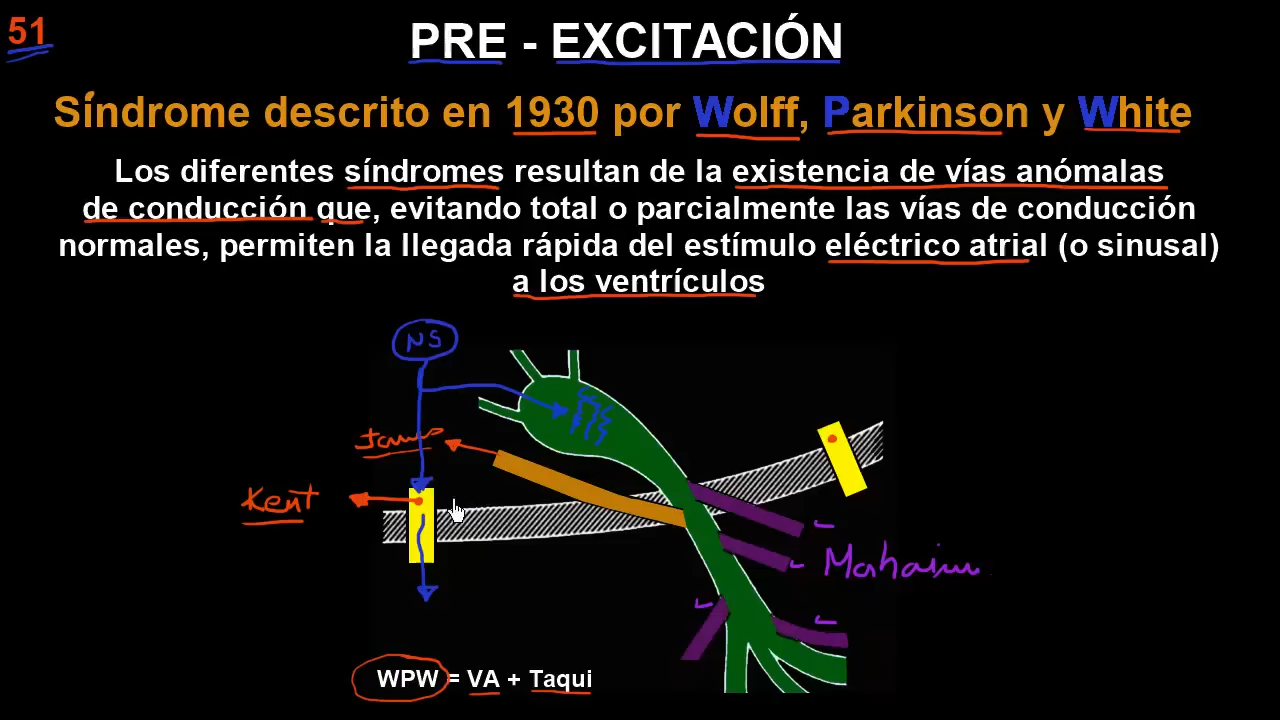 51
PRE - EXCITACIÓN
Síndrome descrito en 1930 por Wolff, Parkinson y White
Los diferentes síndromes resultan de la existencia de vías anómalas
de conducción que, evitando total o parcialmente las vías de conducción
normales, permiten la llegada rápida del estímulo eléctrico atrial (o sinusal)
a los ventrículos
NS
Kent
Mahaim
WPW = VA + Taqui